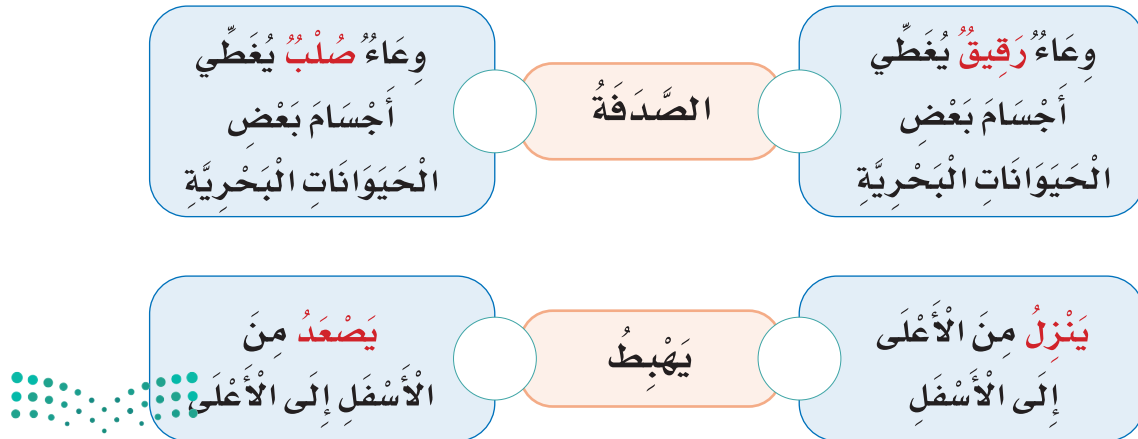 وِعَاءٌ رَقِيقٌ يُغَطِّي
أَجْسَامَ بَعْضِ
الْحَيَوَانَاتِ الْبَحْرِيَّةِ
الصَّدَفَةُ
وِعَاءٌ صُلْبٌ يُغَطِّي
أَجْسَامَ بَعْضِ
الْحَيَوَانَاتِ الْبَحْرِيَّةِ
يَنْزِلُ مِنَ الْأَعْلَى
إِلَى الْأَسْفَلِ
يَهْبِطُ
يَصْعَدُ مِنَ
الْأَسْفَلِ إِلَى الْأَعْلَى